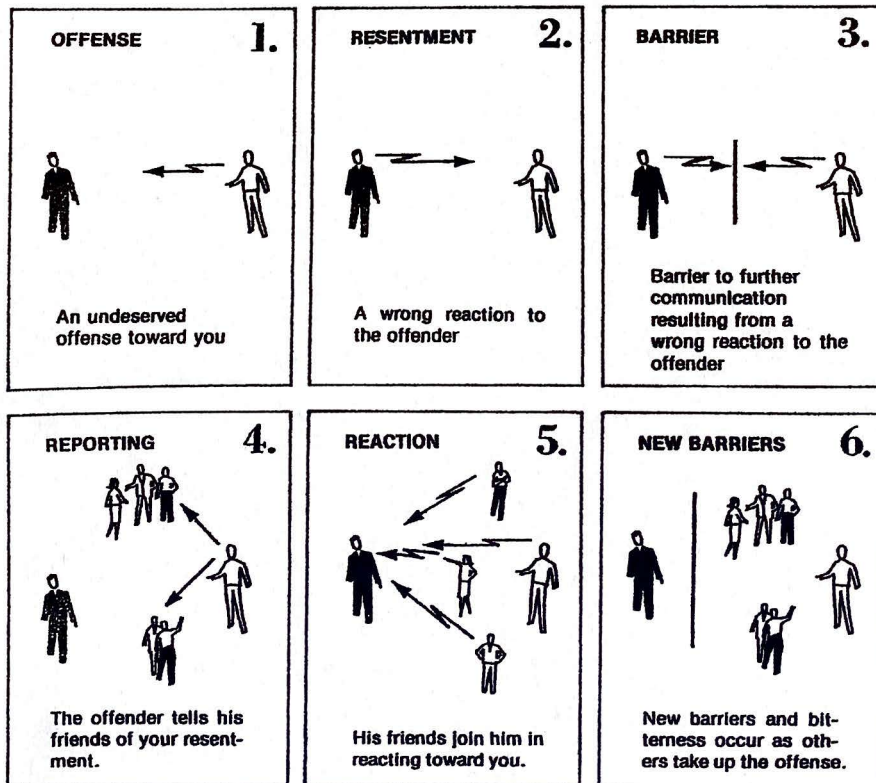 OFFENSE 1.
An undeserved
offense toward you
RESENTMENT 2.
A wrong reaction to
the offender
BARRIER 3.
Barrier to further
communication
resulting from a
wrong reaction to the
offender
REPORTING 4.
The offender tells his
friends of your resent-
ment.
REACTION 5.
His friends join him in
reacting toward you.
NEW BARRIERS 6.
New barriers and bit-
terness occur as oth-
ers take up the offense.